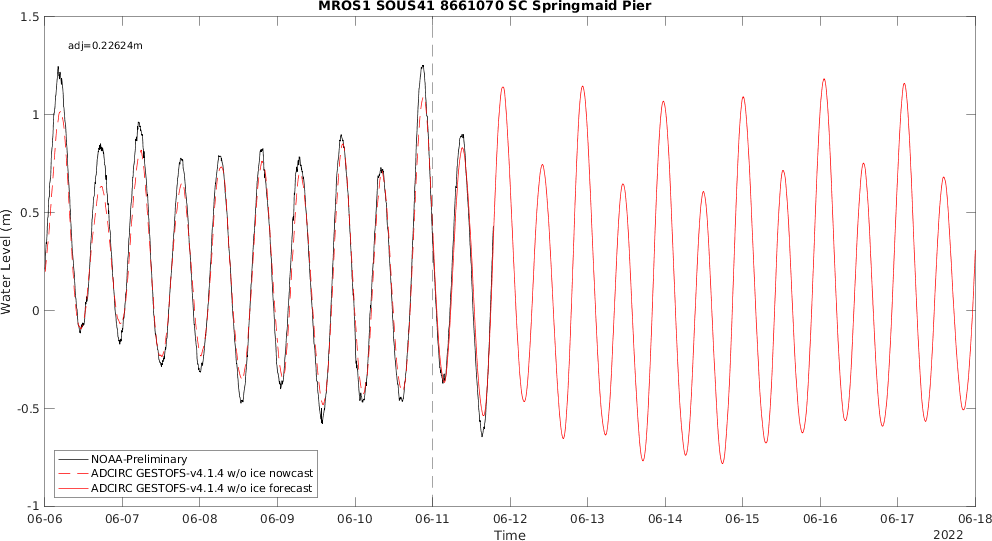 MROS1 SOUS41 8661070 SC Springmaid Pier
adj=0.22624m
1.5
1
0.5
0
-0.5
-1
Water Level (m)
NOAA-Preliminary
ADCIRC GESTOFS-v4.1.4 w/o ice nowcast
ADCIRC GESTOFS-v4.1.4 w/o ice forecast
06-06 06-07 06-08 06-09 06-10 06-11 06-12 06-13 06-14 06-15 06-16 06-17 06-18
Time
2022